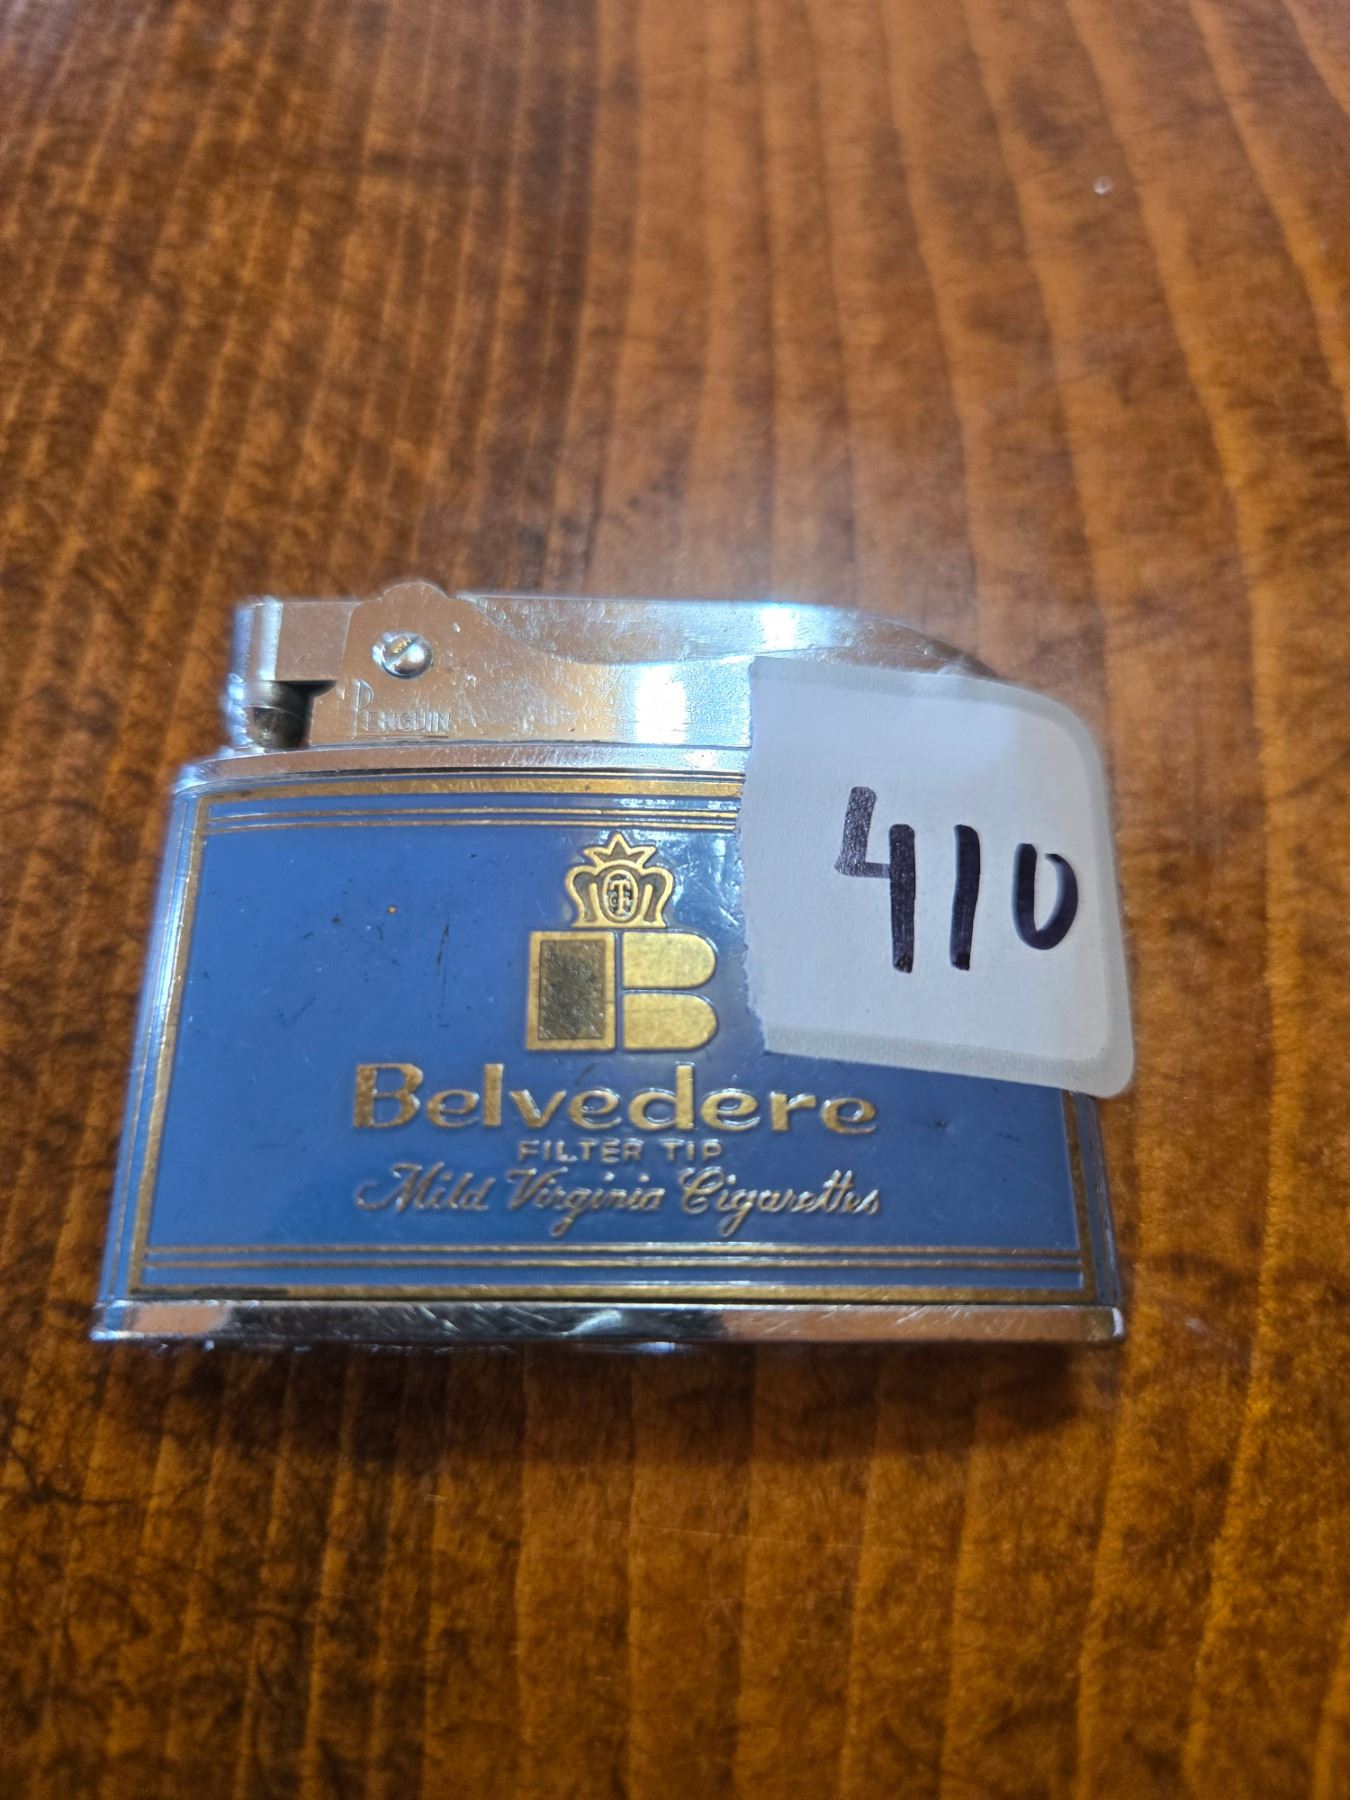 PENGUIN
410
B
Belvedere
FILTER TIP
Mild Virginia Cigarettes